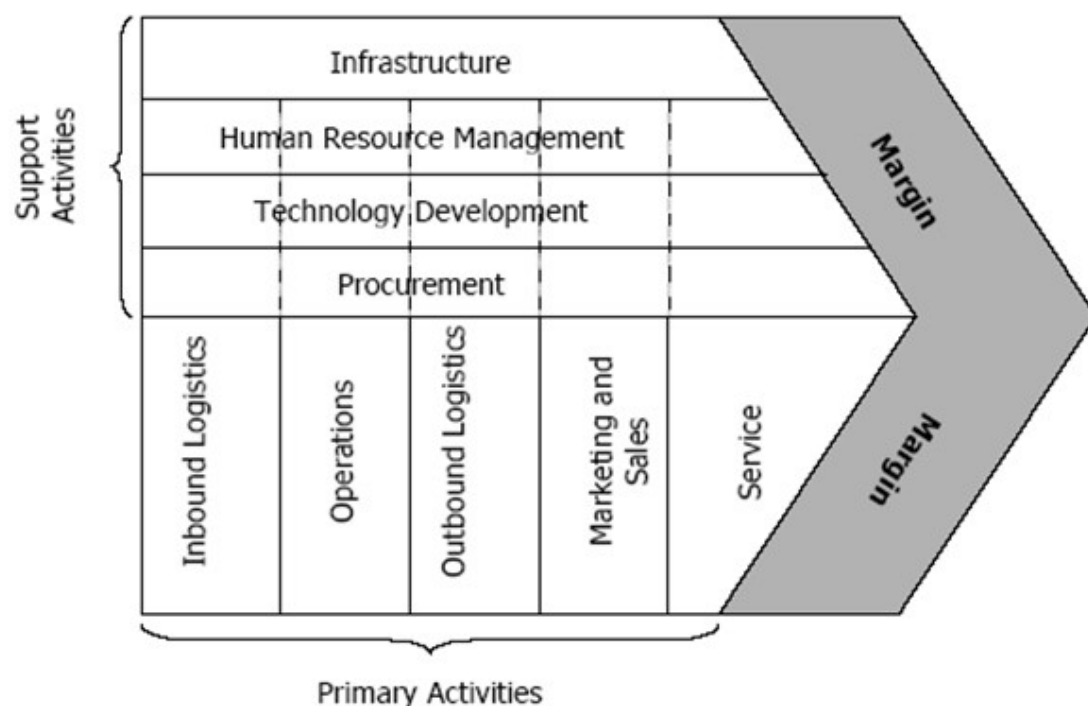 Support
Activities
Infrastructure
Human Resource Management
Technology Development
Procurement
Margin
Inbound Logistics
Operations
Outbound Logistics
Marketing and
Sales
Service
Margin
Primary Activities